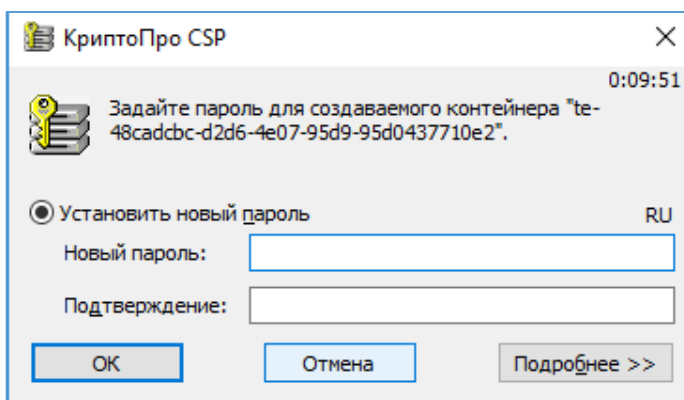 КриптоПро CSP
0:09:51
Задайте пароль для создаваемого контейнера "te-
48cadcbc-d2d6-4e07-95d9-95d0437710e2".
Установить новый пароль
RU
Новый пароль:
Подтверждение:
OK
Отмена
Подробнее >>